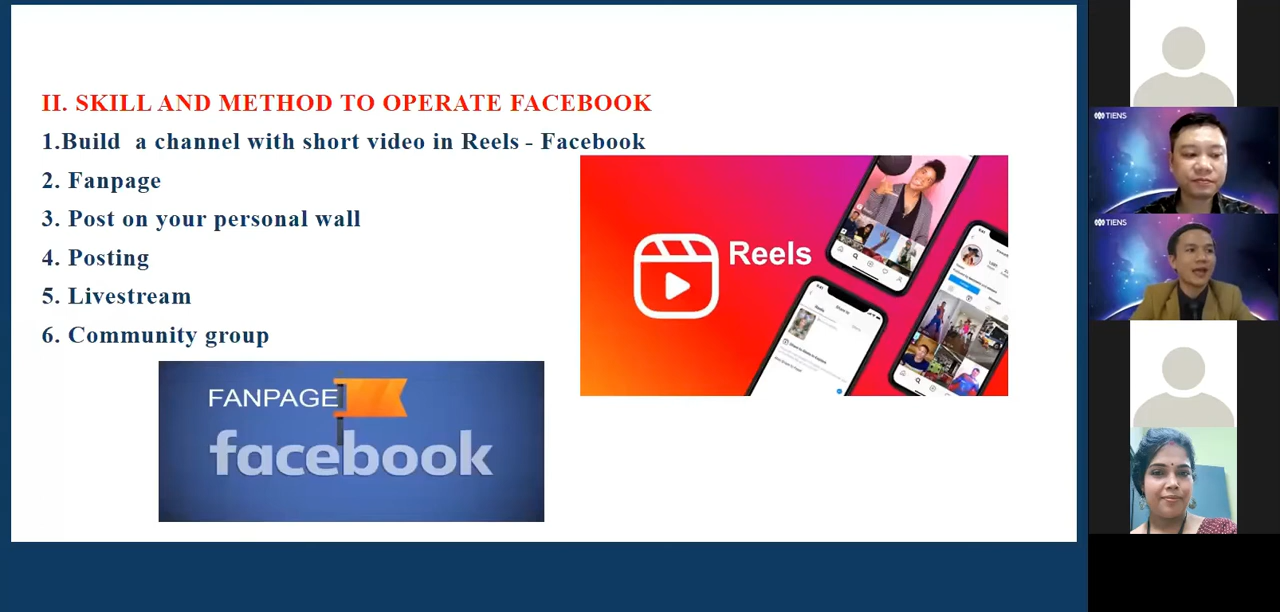 II. SKILL AND METHOD TO OPERATE FACEBOOK
1.Build a channel with short video in Reels - Facebook
2. Fanpage
3. Post on your personal wall
4. Posting
5. Livestream
6. Community group
Reels
FANPAGE
facebook
TIENS
TIENS